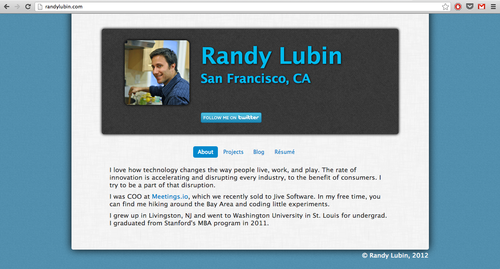 randylubin.com
Randy Lubin
San Francisco, CA
FOLLOW ME ON twitter
About Projects Blog Résumé
I love how technology changes the way people live, work, and play. The rate of
innovation is accelerating and disrupting every industry, to the benefit of consumers. I
try to be a part of that disruption.
I was COO at Meetings.io, which we recently sold to Jive Software. In my free time, you
can find me hiking around the Bay Area and coding little experiments.
I grew up in Livingston, NJ and went to Washington University in St. Louis for undergrad.
I graduated from Stanford's MBA program in 2011.
© Randy Lubin, 2012